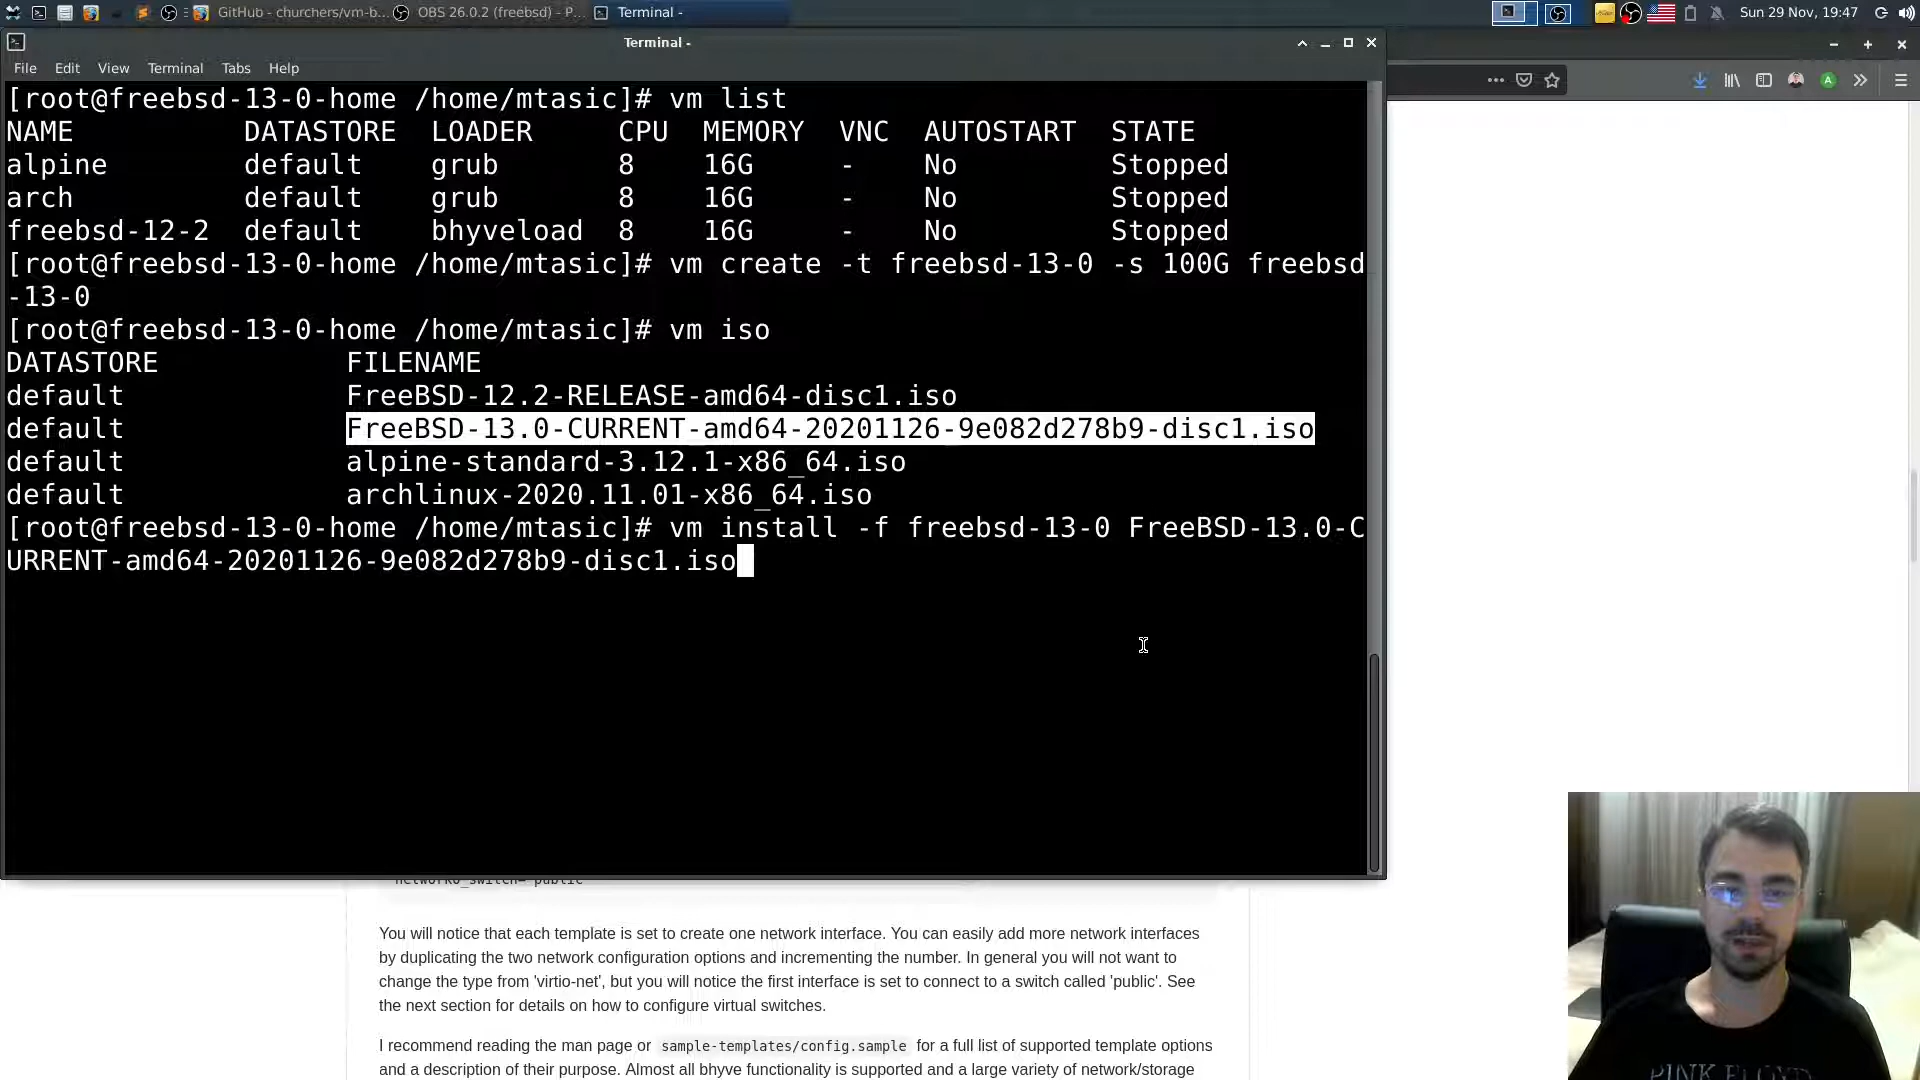 GitHub - churchers/vm-b... OBS 26.0.2 (freebsd) - P... Terminal - Sun 29 Nov, 19:47
Terminal -
File Edit View Terminal Tabs Help
[root@freebsd-13-0-home /home/mtasic]# vm list
NAME DATASTORE LOADER CPU MEMORY VNC AUTOSTART STATE
alpine default grub 8 16G - No Stopped
arch default grub 8 16G - No Stopped
freebsd-12-2 default bhyveload 8 16G - No Stopped
[root@freebsd-13-0-home /home/mtasic]# vm create -t freebsd-13-0 -s 100G freebsd
-13-0
[root@freebsd-13-0-home /home/mtasic]# vm iso
DATASTORE FILENAME
default FreeBSD-12.2-RELEASE-amd64-disc1.iso
default FreeBSD-13.0-CURRENT-amd64-20201126-9e082d278b9-disc1.iso
default alpine-standard-3.12.1-x86_64.iso
default archlinux-2020.11.01-x86_64.iso
[root@freebsd-13-0-home /home/mtasic]# vm install -f freebsd-13-0 FreeBSD-13.0-C
URRENT-amd64-20201126-9e082d278b9-disc1.iso
network0_switch="public"
You will notice that each template is set to create one network interface. You can easily add more network interfaces
by duplicating the two network configuration options and incrementing the number. In general you will not want to
change the type from 'virtio-net', but you will notice the first interface is set to connect to a switch called 'public'. See
the next section for details on how to configure virtual switches.
I recommend reading the man page or sample-templates/config.sample for a full list of supported template options
and a description of their purpose. Almost all bhyve functionality is supported and a large variety of network/storage
PINK FLOYD